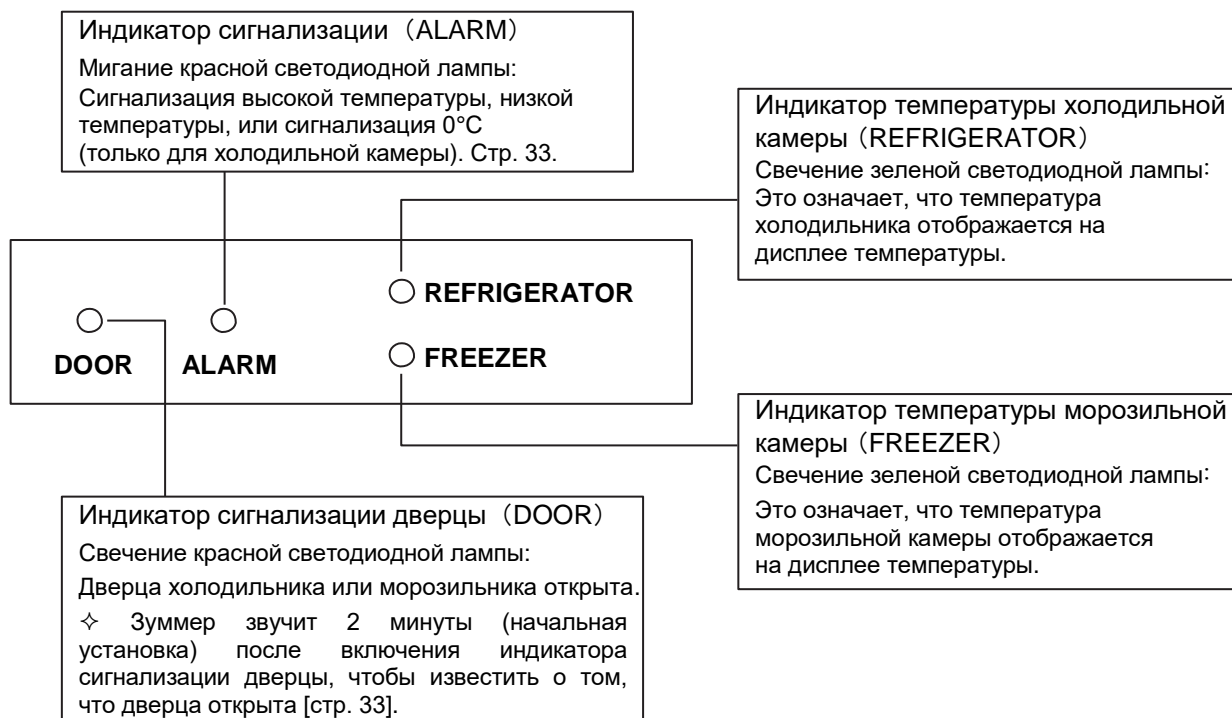 Индикатор сигнализации（ALARM）
Мигание красной светодиодной лампы:
Сигнализация высокой температуры, низкой
температуры, или сигнализация 0°C
(только для холодильной камеры). Стр. 33.
Индикатор температуры холодильной
камеры（REFRIGERATOR）
Свечение зеленой светодиодной лампы:
Это означает, что температура
холодильника отображается на
дисплее температуры.
REFRIGERATOR
DOOR
ALARM
FREEZER
Индикатор температуры морозильной
камеры（FREEZER）
Свечение зеленой светодиодной лампы:
Это означает, что температура
морозильной камеры отображается
на дисплее температуры.
Индикатор сигнализации дверцы（DOOR）
Свечение красной светодиодной лампы:
Дверца холодильника или морозильника открыта.
✧ Зуммер звучит 2 минуты (начальная
установка) после включения индикатора
сигнализации дверцы, чтобы известить о том,
что дверца открыта [стр. 33].